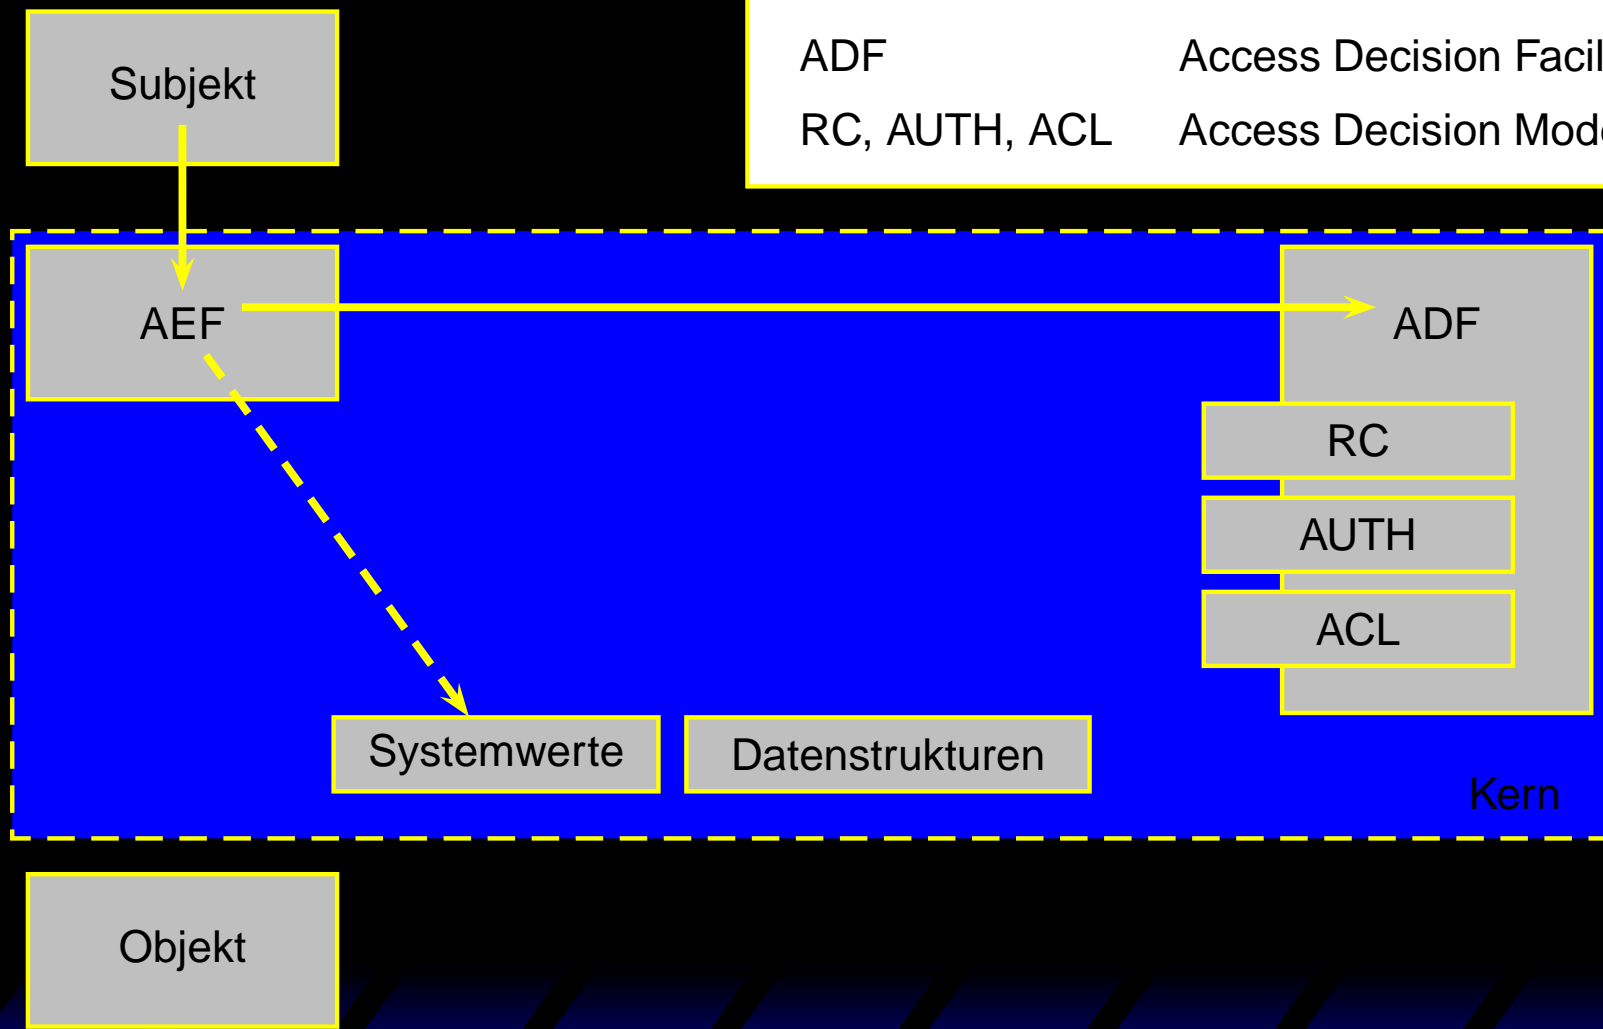 Subjekt
ADF Access Decision Facil
RC, AUTH, ACL Access Decision Mod
AEF
ADF
RC
AUTH
ACL
Systemwerte
Datenstrukturen
Kern
Objekt